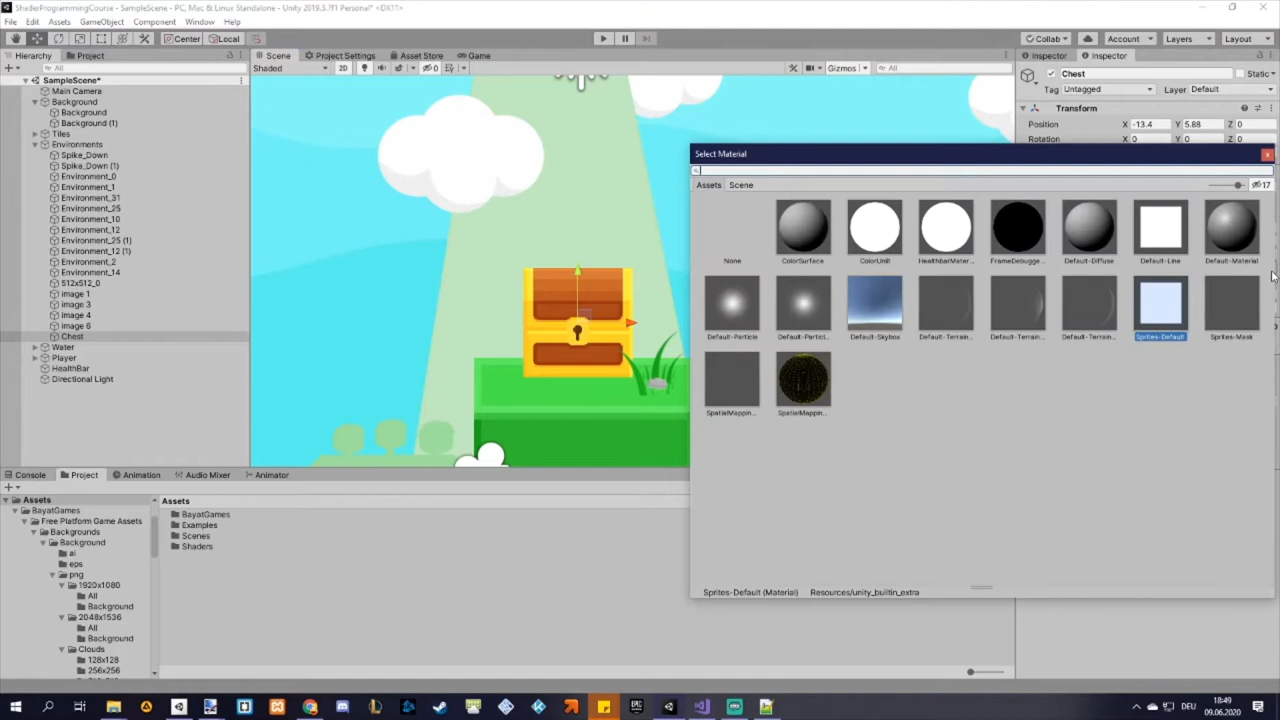 ShaderProgrammingCourse - SampleScene - PC, Mac & Linux Standalone - Unity 2019.3.7f1 Personal* <DX11>
File Edit Assets GameObject Component Window Help
Center Local Collab Account Layers Layout
Hierarchy Project
All
SampleScene*
Main Camera
Background
Background
Background (1)
Tiles
Environments
Spike_Down
Spike_Down (1)
Environment_0
Environment_1
Environment_31
Environment_25
Environment_10
Environment_12
Environment_25 (1)
Environment_12 (1)
Environment_2
Environment_14
512x512_0
image 1
image 3
image 4
image 6
Chest
Water
Player
HealthBar
Directional Light
Scene Project Settings Asset Store Game
Shaded 2D 0 Gizmos All
Inspector Inspector
Chest Static
Tag Untagged Layer Default
Transform
Position X -13.4 Y 5.88 Z 0
Rotation X 0 Y 0 Z 0
Select Material
Assets Scene 17
None ColorSurface ColorUnlit HealthbarMater... FrameDebugge... Default-Diffuse Default-Line Default-Material
Default-Particle Default-Particl... Default-Skybox Default-Terrain... Default-Terrain... Default-Terrain... Sprites-Default Sprites-Mask
SpatialMappin... SpatialMappin...
Sprites-Default (Material) Resources/unity_builtin_extra
Console Project Animation Audio Mixer Animator
Assets
BayatGames
Free Platform Game Assets
Backgrounds
Background
ai
eps
png
1920x1080
All
Background
2048x1536
All
Background
Clouds
128x128
256x256
Assets
BayatGames
Examples
Scenes
Shaders
DEU
18:49
09.06.2020